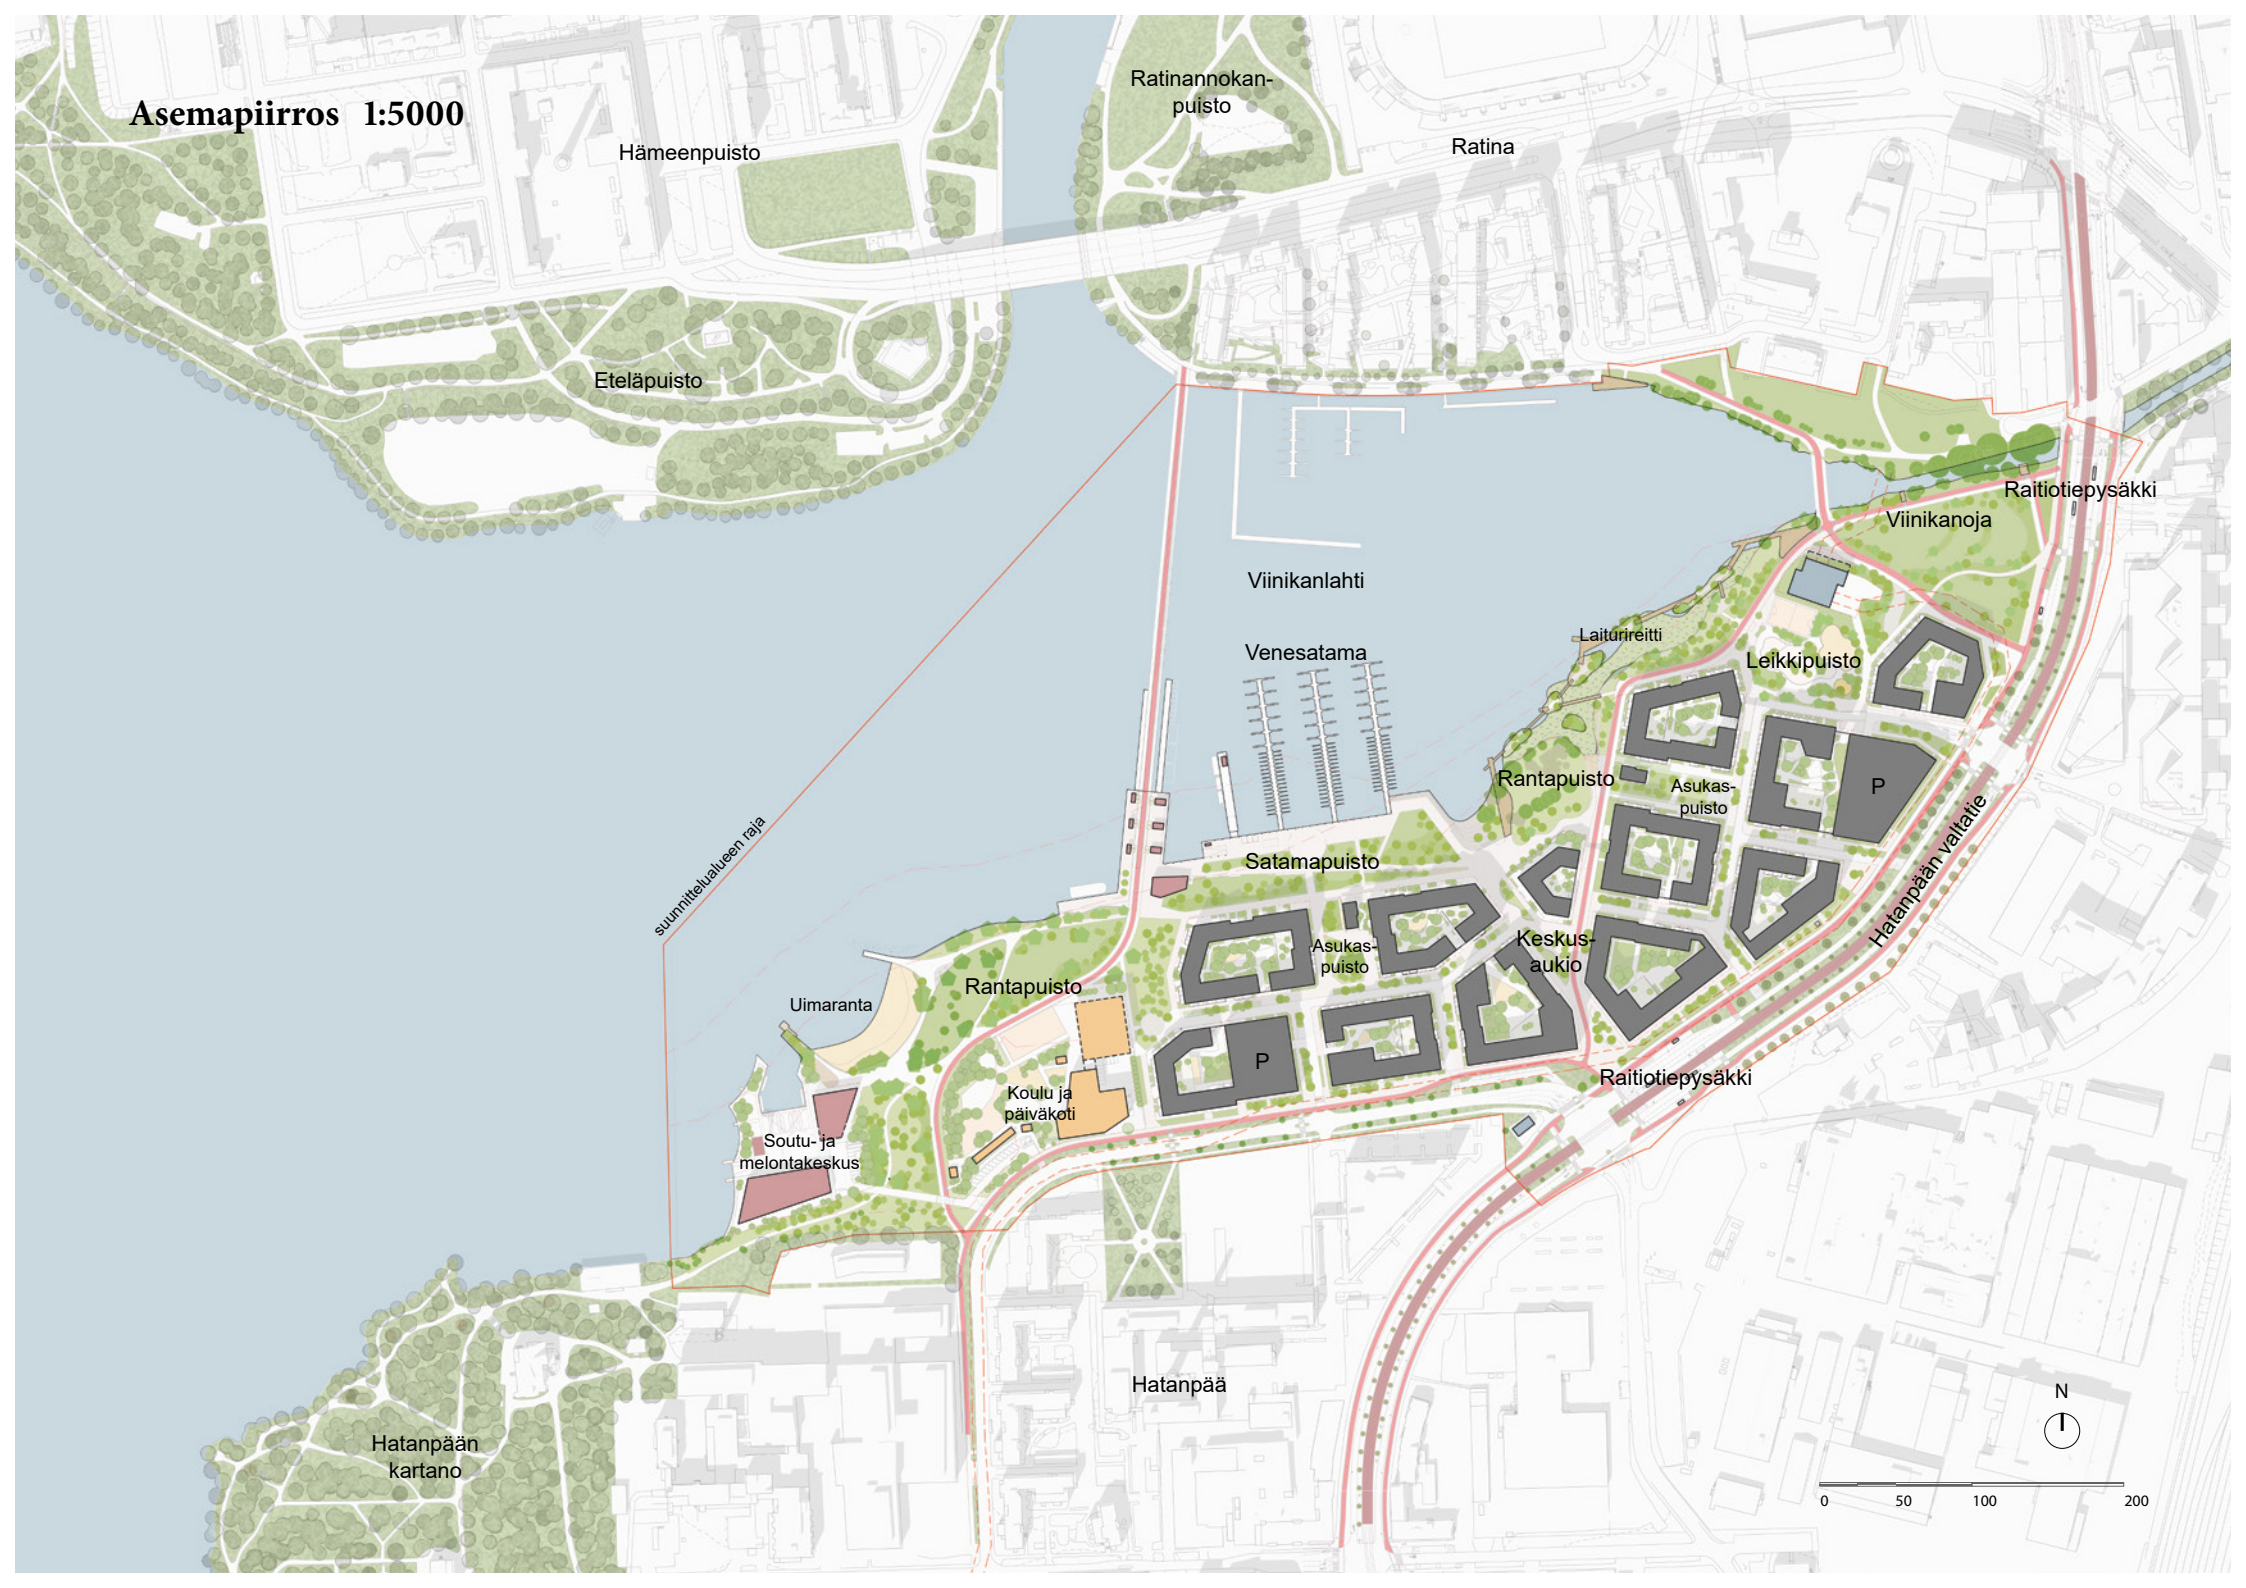 Asemapiirros 1:5000
Ratinannokan-
puisto
Hämeenpuisto
Ratina
Eteläpuisto
Raitiotiepysäkki
Viinikanoja
Viinikanlahti
Laiturireitti
Venesatama
Leikkipuisto
Rantapuisto
Asukas-
puisto
P
Hatanpään valtatie
suunnittelualueen raja
Satamapuisto
Keskus-
aukio
Asukas-
puisto
Rantapuisto
Uimaranta
P
Raitiotiepysäkki
Koulu ja
päiväkoti
Soutu- ja
melontakeskus
Hatanpää
Hatanpään
kartano
N
0 50 100 200